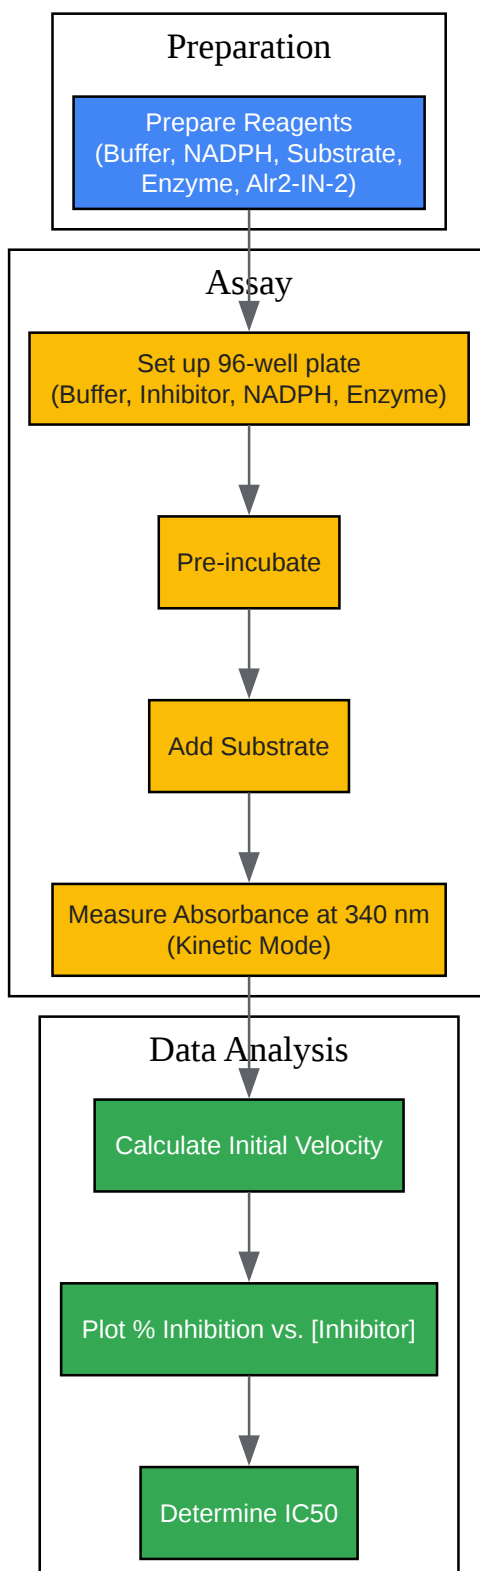 Preparation
Prepare Reagents
(Buffer, NADPH, Substrate,
Enzyme, Alr2-IN-2)
Assay
Set up 96-well plate
(Buffer, Inhibitor, NADPH, Enzyme)
Pre-incubate
Add Substrate
Measure Absorbance at 340 nm
(Kinetic Mode)
Data Analysis
Calculate Initial Velocity
Plot % Inhibition vs. [Inhibitor]
Determine IC50